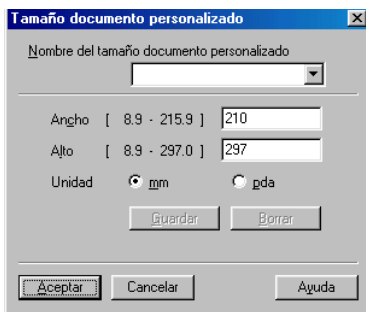 Tamaño documento personalizado
Nombre del tamaño documento personalizado
Ancho [ 8.9 - 215.9 ] 210
Alto [ 8.9 - 297.0 ] 297
Unidad mm pda
Guardar Borrar
Aceptar Cancelar Ayuda